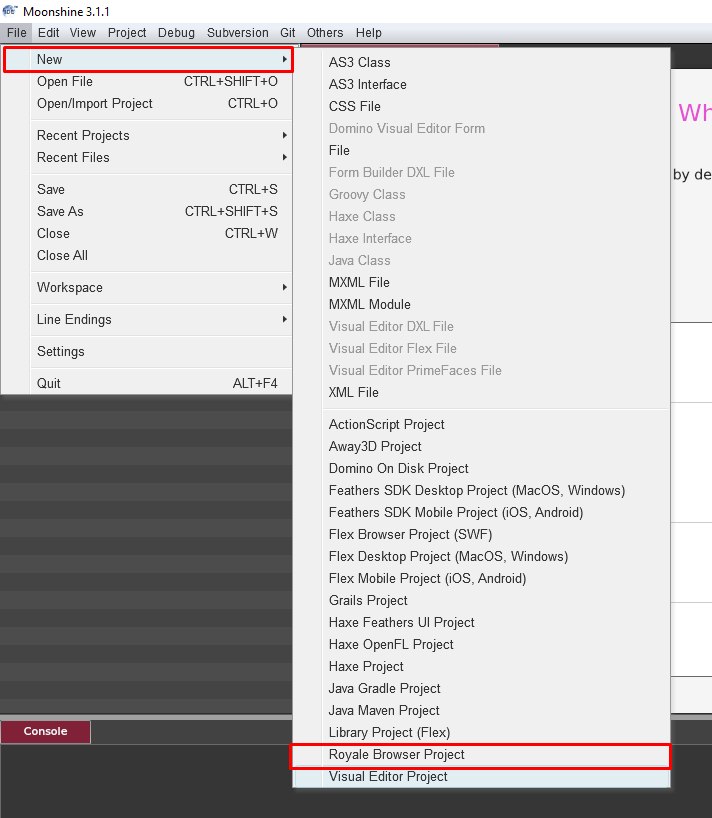 Moonshine 3.1.1
File Edit View Project Debug Subversion Git Others Help
New
Open File CTRL+SHIFT+O
Open/Import Project CTRL+O
Recent Projects
Recent Files
Save CTRL+S
Save As CTRL+SHIFT+S
Close CTRL+W
Close All
Workspace
Line Endings
Settings
Quit ALT+F4
AS3 Class
AS3 Interface
CSS File
Domino Visual Editor Form
File
Form Builder DXL File
Groovy Class
Haxe Class
Haxe Interface
Java Class
MXML File
MXML Module
Visual Editor DXL File
Visual Editor Flex File
Visual Editor PrimeFaces File
XML File
ActionScript Project
Away3D Project
Domino On Disk Project
Feathers SDK Desktop Project (MacOS, Windows)
Feathers SDK Mobile Project (iOS, Android)
Flex Browser Project (SWF)
Flex Desktop Project (MacOS, Windows)
Flex Mobile Project (iOS, Android)
Grails Project
Haxe Feathers UI Project
Haxe OpenFL Project
Haxe Project
Java Gradle Project
Java Maven Project
Library Project (Flex)
Royale Browser Project
Visual Editor Project
Wh
by de
Console